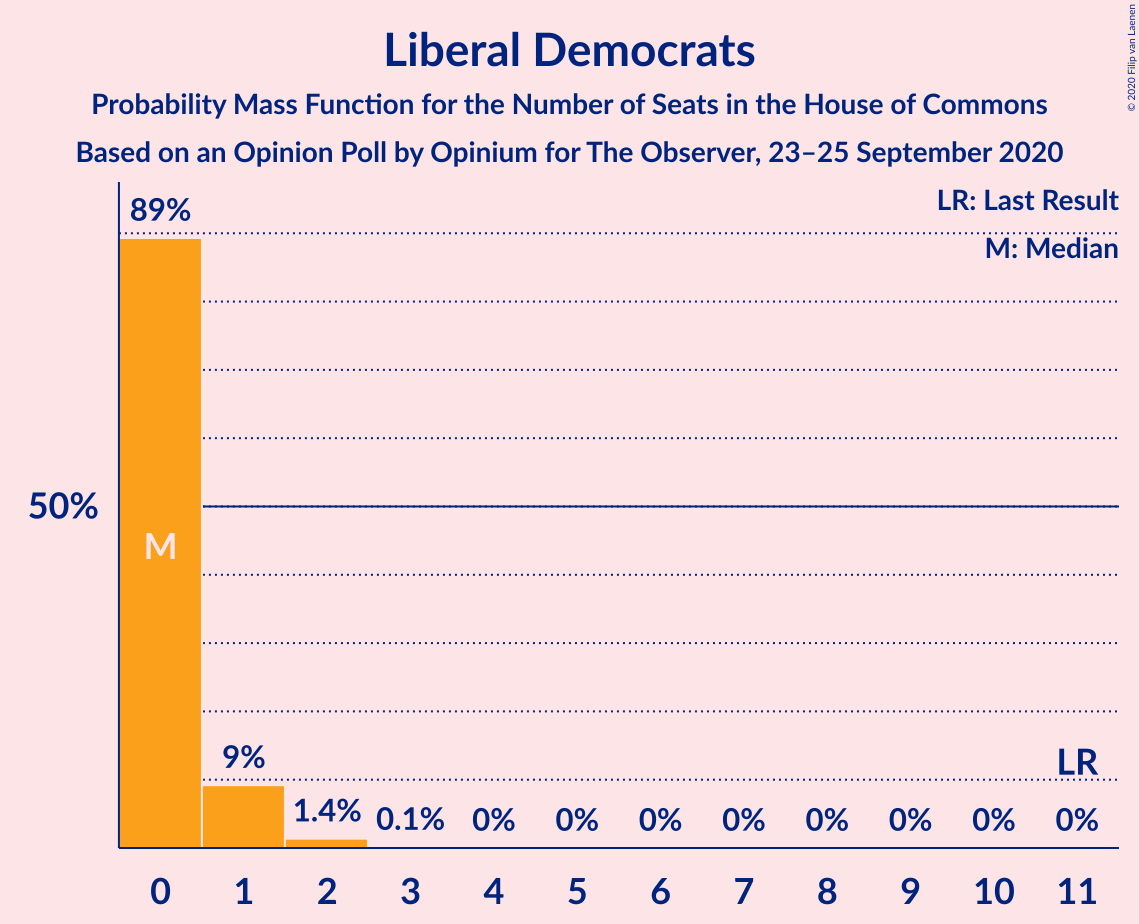 © 2020 Filip van Laenen
Liberal Democrats
Probability Mass Function for the Number of Seats in the House of Commons
Based on an Opinion Poll by Opinium for The Observer, 23–25 September 2020
LR: Last Result
M: Median
89%
50%
M
9%
1.4%
0.1%
0%
0%
0%
0%
0%
0%
0%
LR
0%
0 1 2 3 4 5 6 7 8 9 10 11